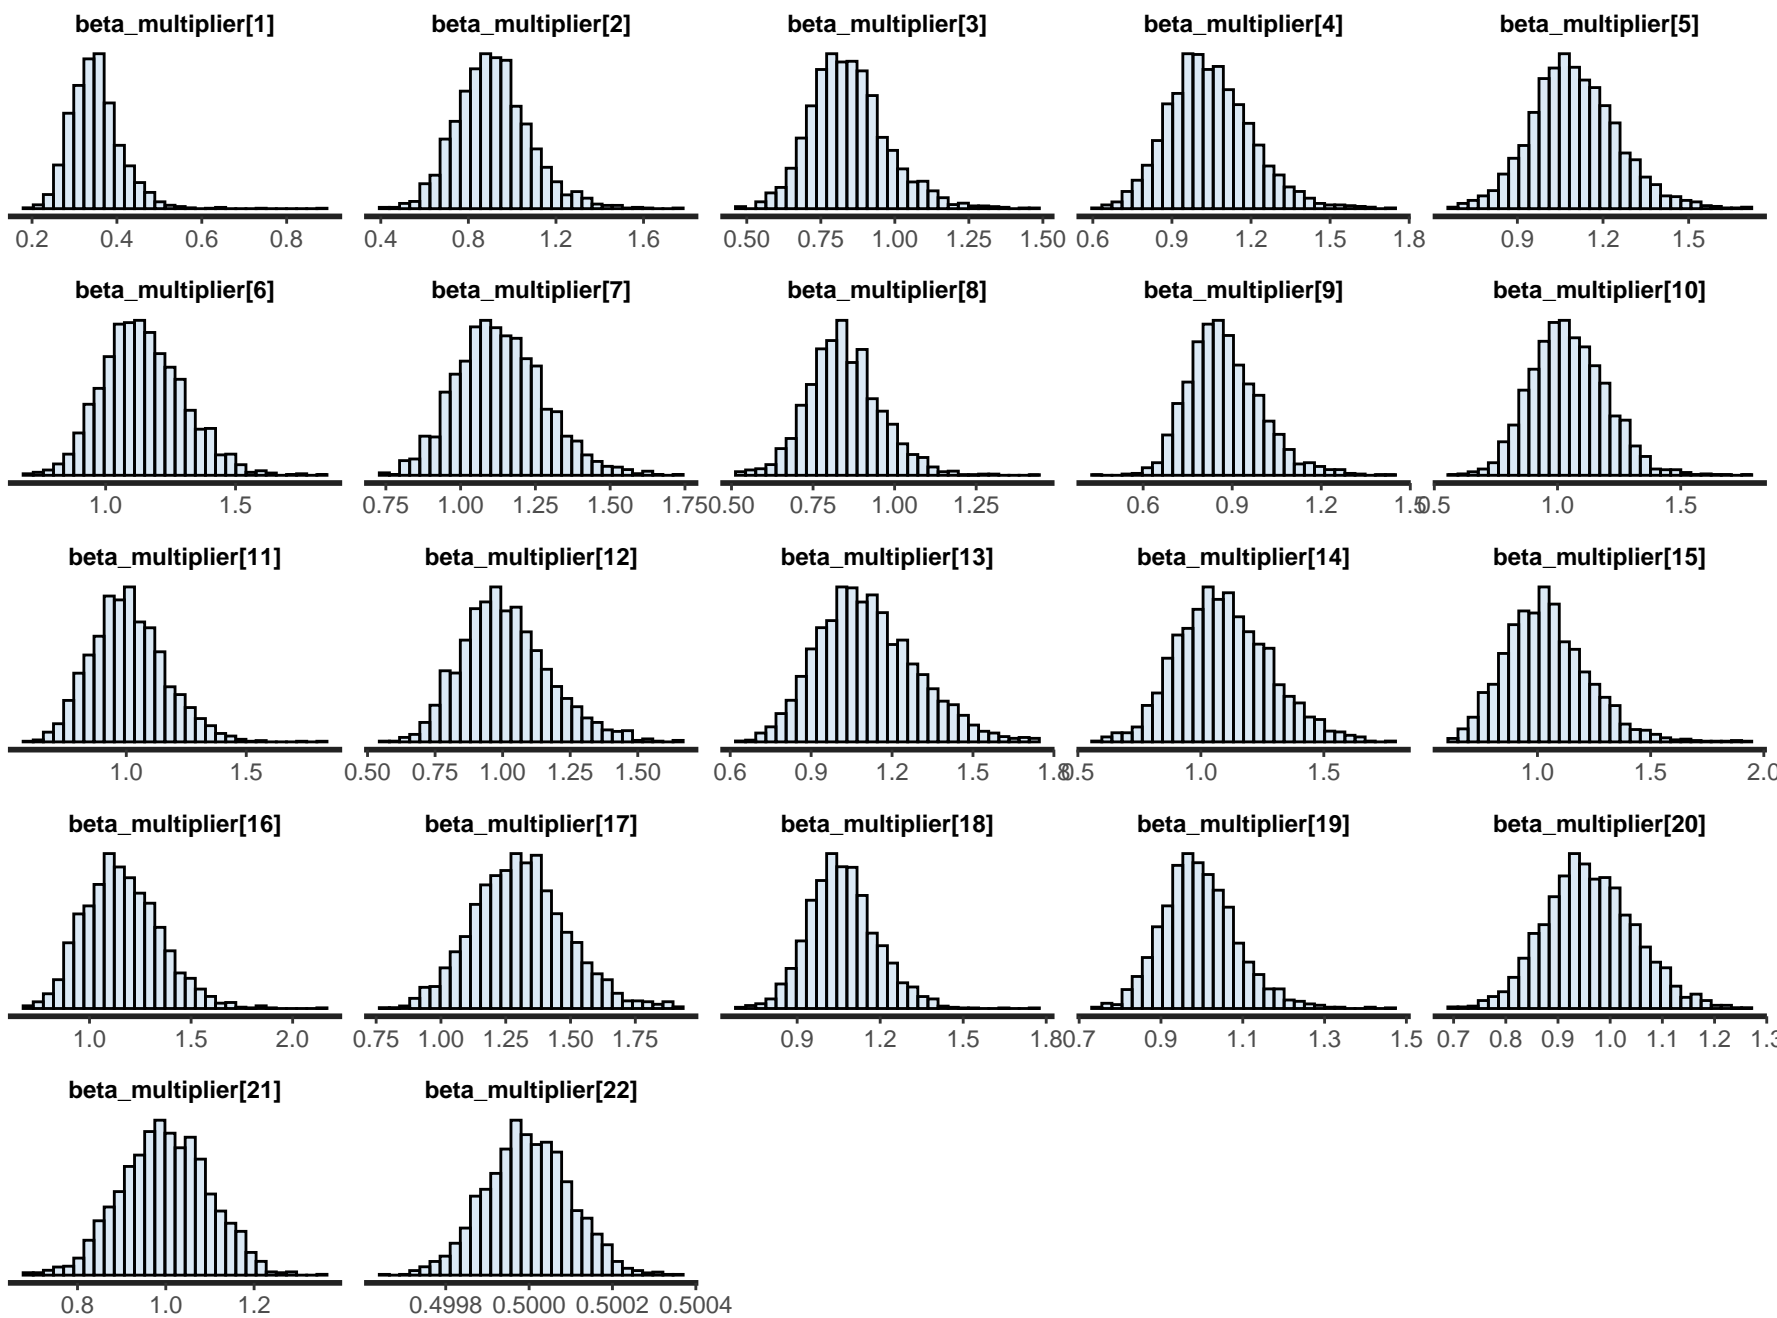 beta_multiplier[1] beta_multiplier[2] beta_multiplier[3] beta_multiplier[4] beta_multiplier[5]
0.2 0.4 0.6 0.8 0.4 0.8 1.2 1.6 0.50 0.75 1.00 1.25 1.50 0.6 0.9 1.2 1.5 1.8 0.9 1.2 1.5
beta_multiplier[6] beta_multiplier[7] beta_multiplier[8] beta_multiplier[9] beta_multiplier[10]
1.0 1.5 0.75 1.00 1.25 1.50 1.75 0.50 0.75 1.00 1.25 0.6 0.9 1.2 1.5 0.5 1.0 1.5
beta_multiplier[11] beta_multiplier[12] beta_multiplier[13] beta_multiplier[14] beta_multiplier[15]
1.0 1.5 0.50 0.75 1.00 1.25 1.50 0.6 0.9 1.2 1.5 1.8 0.5 1.0 1.5 1.0 1.5 2.0
beta_multiplier[16] beta_multiplier[17] beta_multiplier[18] beta_multiplier[19] beta_multiplier[20]
1.0 1.5 2.0 0.75 1.00 1.25 1.50 1.75 0.9 1.2 1.5 1.8 0.7 0.9 1.1 1.3 1.5 0.7 0.8 0.9 1.0 1.1 1.2 1.3
beta_multiplier[21] beta_multiplier[22]
0.8 1.0 1.2 0.4998 0.5000 0.5002 0.5004